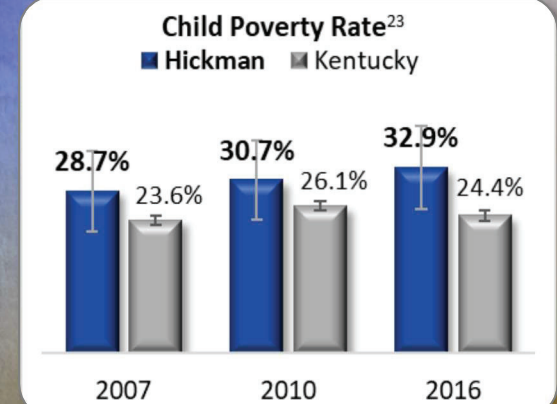 Child Poverty Rate23
Hickman Kentucky
28.7% 23.6% 30.7% 26.1% 32.9% 24.4%
2007 2010 2016